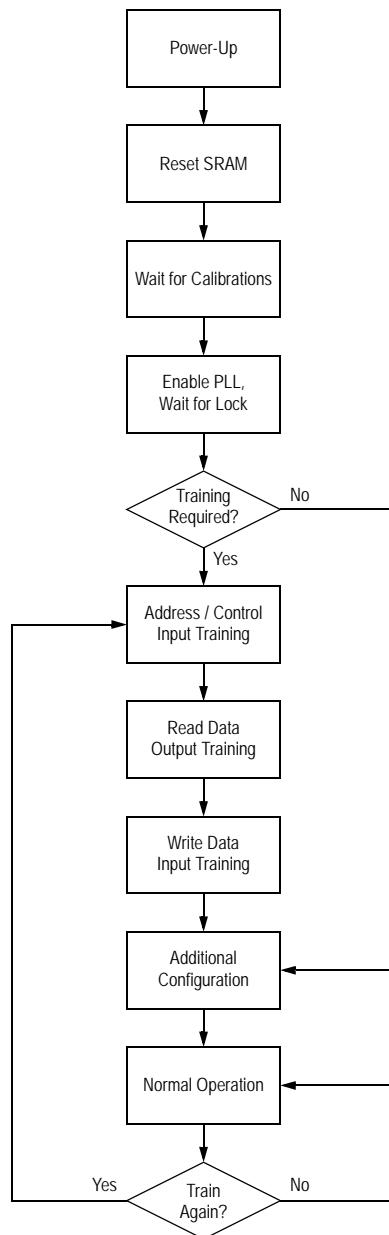 Power-Up
Reset SRAM
Wait for Calibrations
Enable PLL,
Wait for Lock
Training
Required?
No
Yes
Address / Control
Input Training
Read Data
Output Training
Write Data
Input Training
Additional
Configuration
Normal Operation
Yes
Train
Again?
No